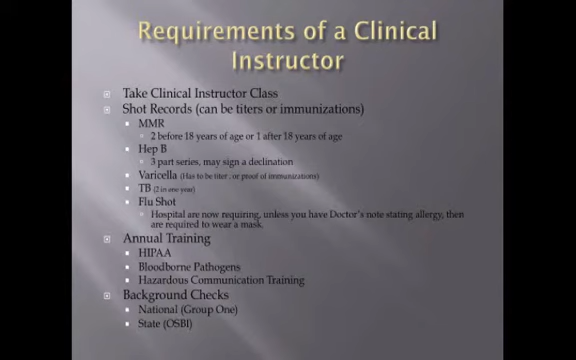 Requirements of a Clinical
Instructor
Take Clinical Instructor Class
Shot Records (can be titers or immunizations)
MMR
2 before 18 years of age or 1 after 18 years of age
Hep B
3 part series, may sign a declination
Varicella (Has to be titer , or proof of immunizations)
TB (2 in one year)
Flu Shot
Hospital are now requiring, unless you have Doctor's note stating allergy, then
are required to wear a mask.
Annual Training
HIPAA
Bloodborne Pathogens
Hazardous Communication Training
Background Checks
National (Group One)
State (OSBI)